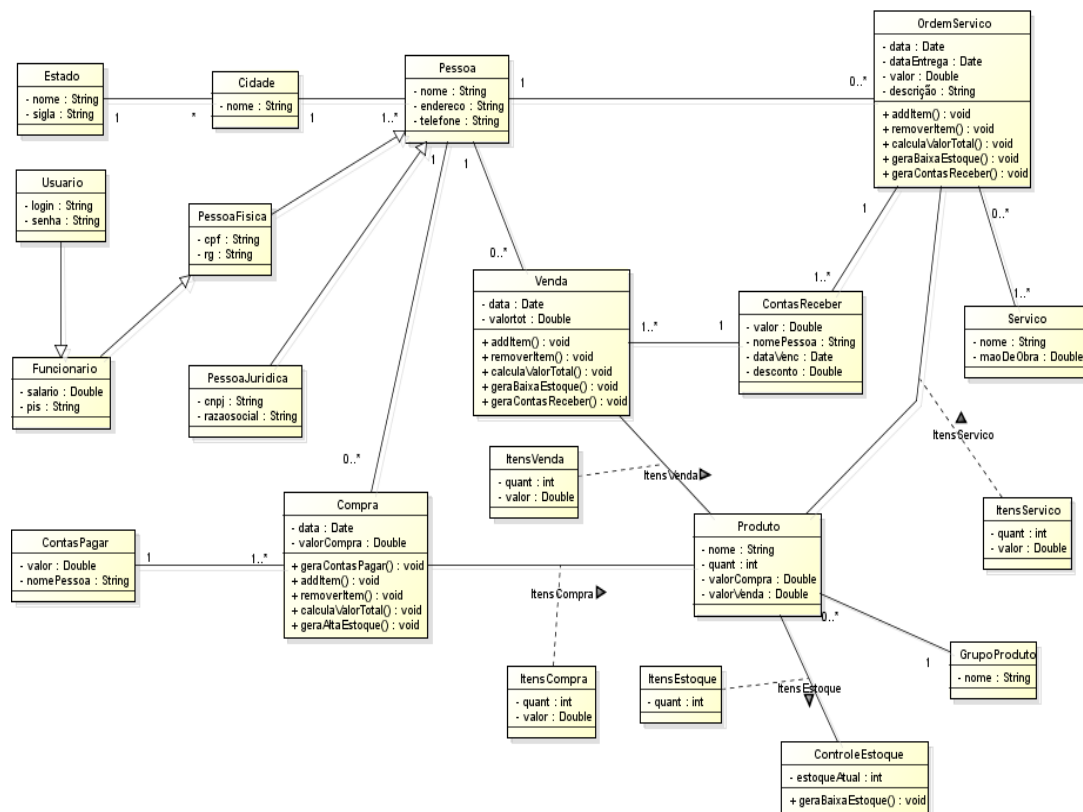 OrdemServico
- data : Date
- dataEntrega : Date
- valor : Double
- descrição : String
+ addItem() : void
+ removerItem() : void
+ calculaValorTotal() : void
+ geraBaixaEstoque() : void
+ geraContasReceber() : void
Estado
- nome : String
- sigla : String
1
*
Cidade
- nome : String
1
1..*
Pessoa
- nome : String
- endereco : String
- telefone : String
1
0..*
1
1
Usuario
- login : String
- senha : String
PessoaFisica
- cpf : String
- rg : String
1
0..*
0..*
Venda
- data : Date
- valortot : Double
+ addItem() : void
+ removerItem() : void
+ calculaValorTotal() : void
+ geraBaixaEstoque() : void
+ geraContasReceber() : void
1..*
1
1..*
ContasReceber
- valor : Double
- nomePessoa : String
- dataVenc : Date
- desconto : Double
1..*
Servico
- nome : String
- maoDeObra : Double
Funcionario
- salario : Double
- pis : String
PessoaJuridica
- cnpj : String
- razaosocial : String
ItensServico
0..*
ItensVenda
- quant : int
- valor : Double
ItensVenda
Compra
- data : Date
- valorCompra : Double
+ geraContasPagar() : void
+ addItem() : void
+ removerItem() : void
+ calculaValorTotal() : void
+ geraAltaEstoque() : void
ItensServico
- quant : int
- valor : Double
Produto
- nome : String
- quant : int
- valorCompra : Double
- valorVenda : Double
ContasPagar
- valor : Double
- nomePessoa : String
1
1..*
ItensCompra
0..*
1
GrupoProduto
- nome : String
ItensCompra
- quant : int
- valor : Double
ItensEstoque
- quant : int
ItensEstoque
ControleEstoque
- estoqueAtual : int
+ geraBaixaEstoque() : void